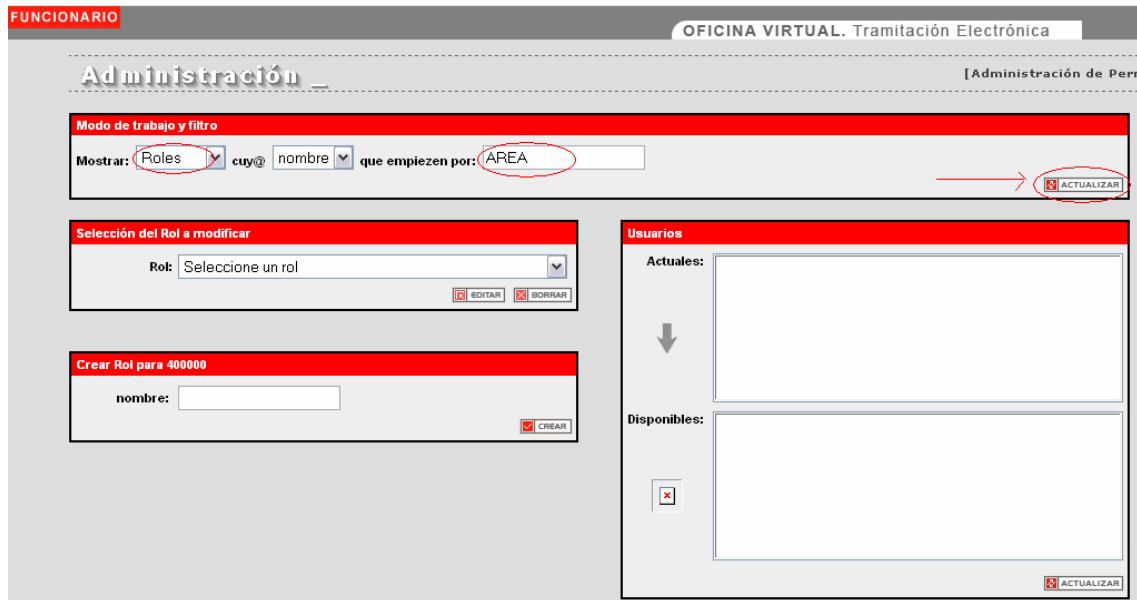 FUNCIONARIO
OFICINA VIRTUAL. Tramitación Electrónica
Administración _
[Administración de Perm
Modo de trabajo y filtro
Mostrar: Roles cuy@ nombre que empiezen por: AREA
ACTUALIZAR
Selección del Rol a modificar
Rol: Seleccione un rol
EDITAR BORRAR
Crear Rol para 400000
nombre:
CREAR
Usuarios
Actuales:
Disponibles:
ACTUALIZAR